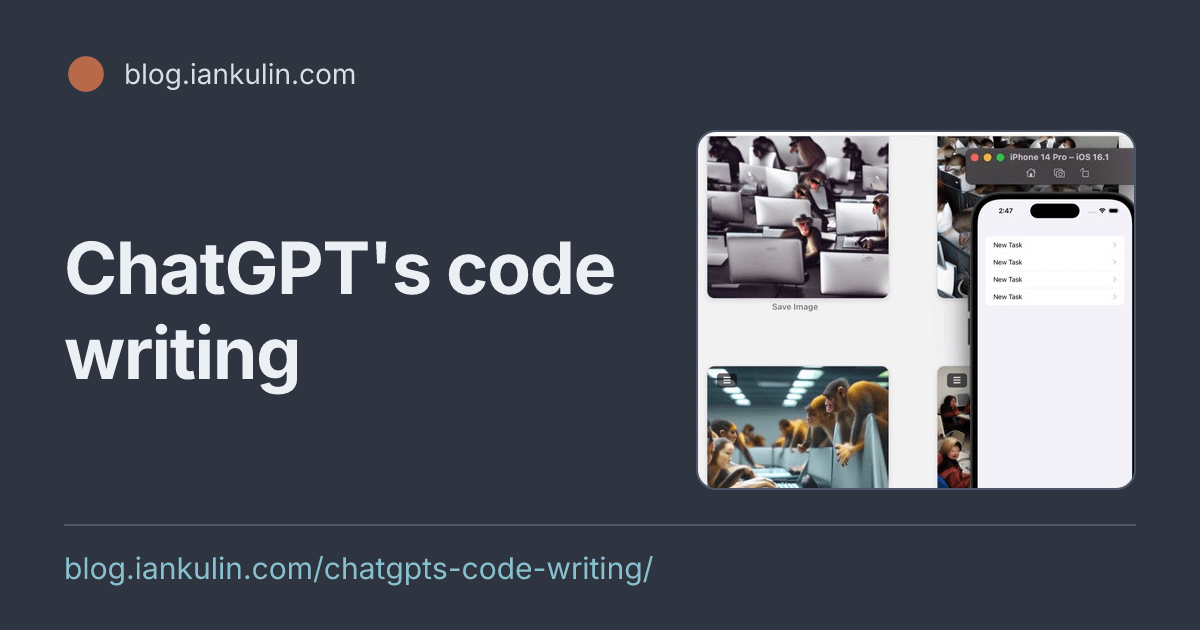 blog.iankulin.com
ChatGPT's code
writing
Save Image
iPhone 14 Pro – iOS 16.1
2:47
New Task
New Task
New Task
New Task
blog.iankulin.com/chatgpts-code-writing/